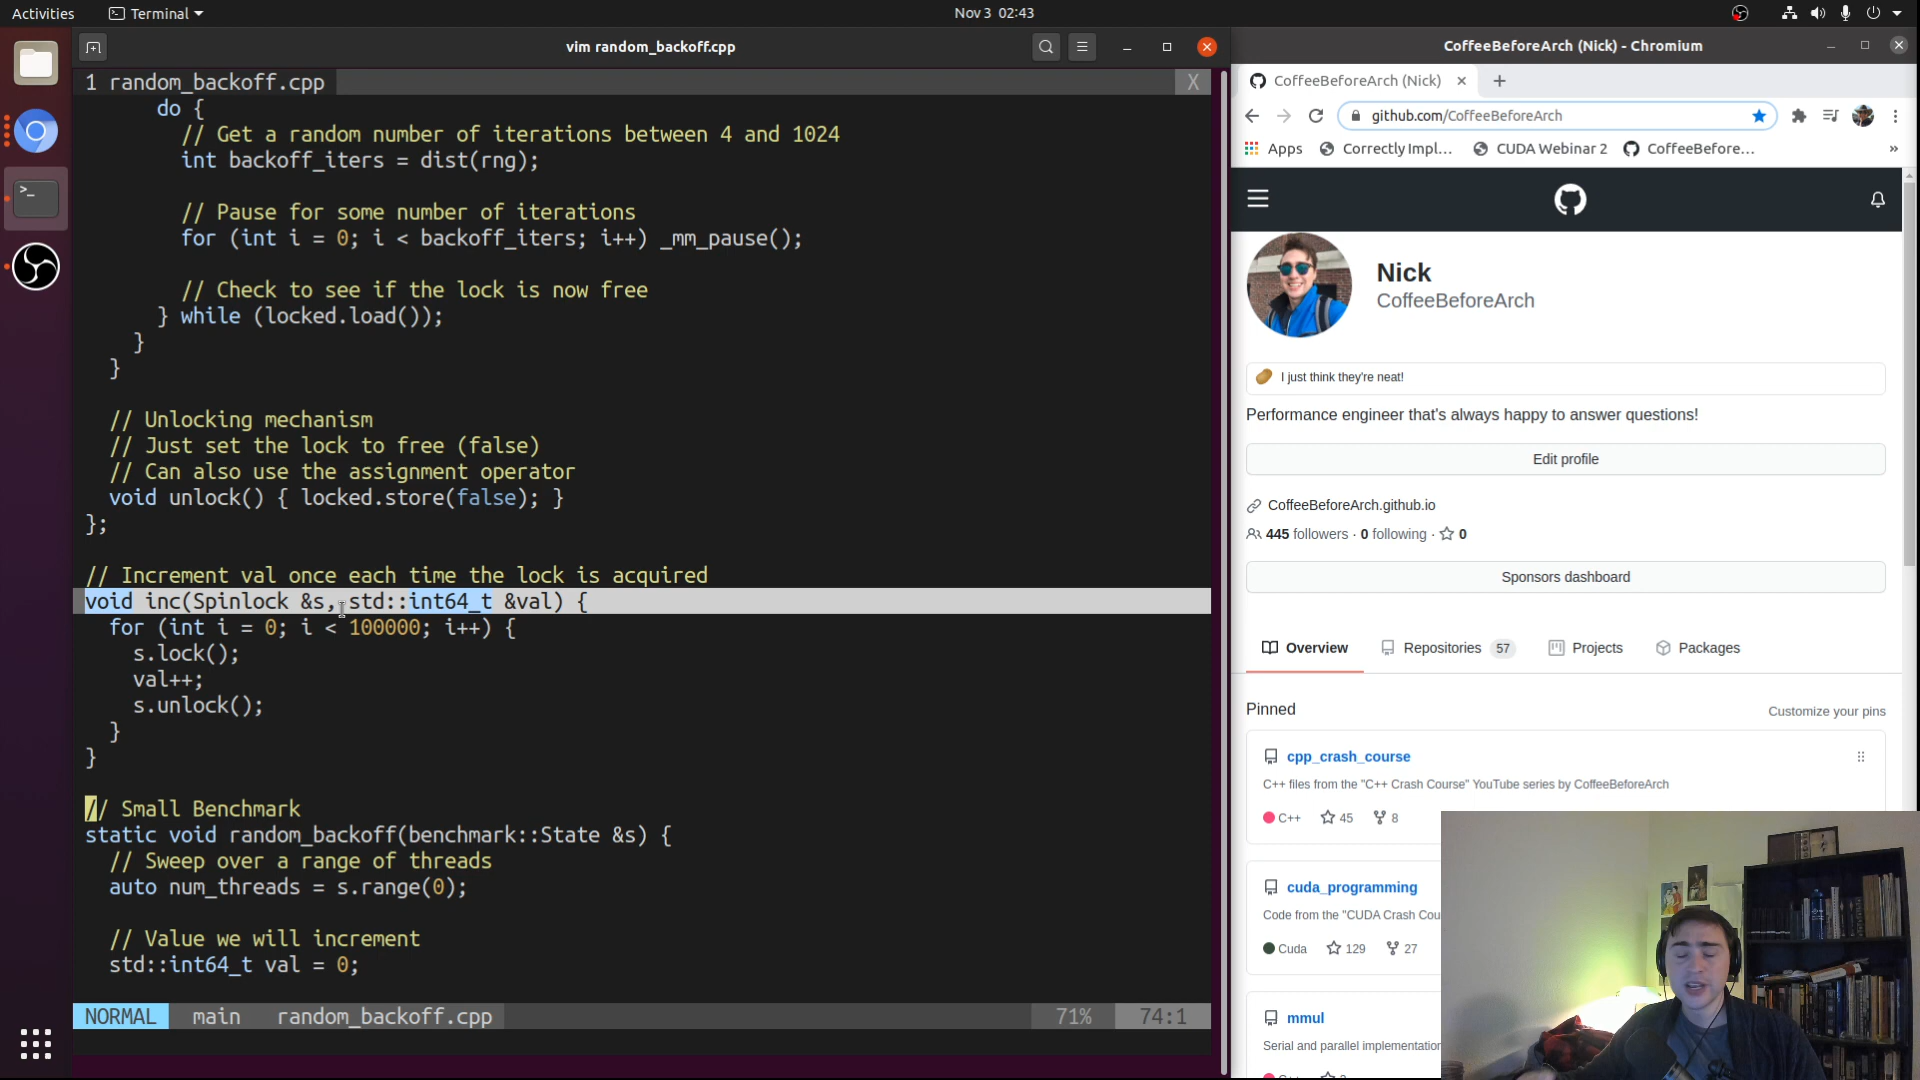 Activities
Terminal
Nov 3 02:43
vim random_backoff.cpp
1 random_backoff.cpp
X
do {
// Get a random number of iterations between 4 and 1024
int backoff_iters = dist(rng);
// Pause for some number of iterations
for (int i = 0; i < backoff_iters; i++) _mm_pause();
// Check to see if the lock is now free
} while (locked.load());
}
}
// Unlocking mechanism
// Just set the lock to free (false)
// Can also use the assignment operator
void unlock() { locked.store(false); }
};
// Increment val once each time the lock is acquired
void inc(Spinlock &s, std::int64_t &val) {
for (int i = 0; i < 100000; i++) {
s.lock();
val++;
s.unlock();
}
}
// Small Benchmark
static void random_backoff(benchmark::State &s) {
// Sweep over a range of threads
auto num_threads = s.range(0);
// Value we will increment
std::int64_t val = 0;
NORMAL main random_backoff.cpp 71% 74:1
CoffeeBeforeArch (Nick) - Chromium
CoffeeBeforeArch (Nick)
github.com/CoffeeBeforeArch
Apps
Correctly Impl...
CUDA Webinar 2
CoffeeBefore...
»
Nick
CoffeeBeforeArch
I just think they're neat!
Performance engineer that's always happy to answer questions!
Edit profile
CoffeeBeforeArch.github.io
445 followers · 0 following · 0
Sponsors dashboard
Overview
Repositories 57
Projects
Packages
Pinned
Customize your pins
cpp_crash_course
C++ files from the "C++ Crash Course" YouTube series by CoffeeBeforeArch
C++ 45 8
cuda_programming
Code from the "CUDA Crash Cou
Cuda 129 27
mmul
Serial and parallel implementation